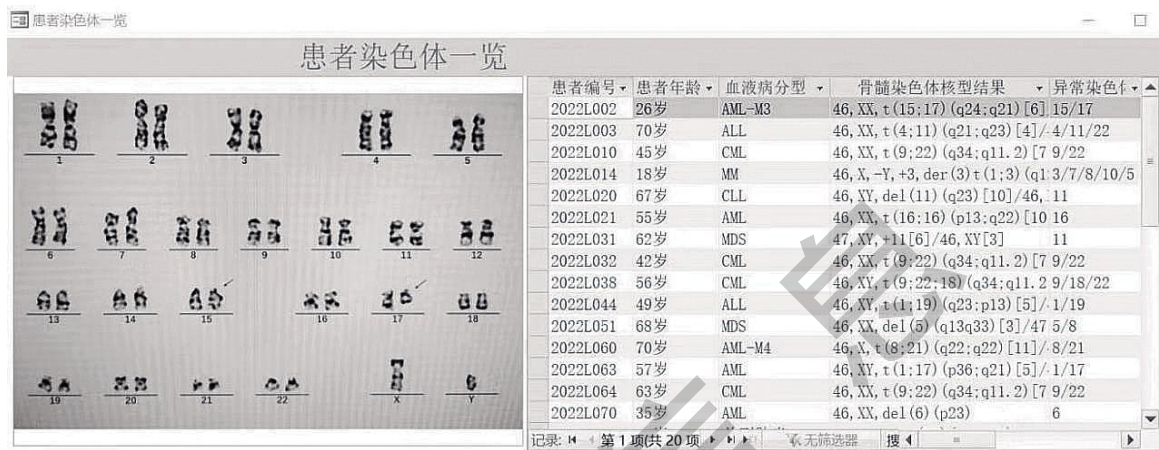 患者染色体一览
患者染色体一览
1 2 3 4 5
6 7 8 9 10 11 12
13 14 15 16 17 18
19 20 21 22 X Y
患者编号 患者年龄 血液病分型 骨髓染色体核型结果 异常染色体
2022L002 26岁 AML-M3 46,XX,t(15;17)(q24;q21)[6] 15/17
2022L003 70岁 ALL 46,XX,t(4;11)(q21;q23)[4]/ 4/11/22
2022L010 45岁 CML 46,XX,t(9;22)(q34;q11.2)[7 9/22
2022L014 18岁 MM 46,X,-Y,+3,der(3)t(1;3)(q1 3/7/8/10/5
2022L020 67岁 CLL 46,XY,del(11)(q23)[10]/46, 11
2022L021 55岁 AML 46,XX,t(16;16)(p13;q22)[10 16
2022L031 62岁 MDS 47,XY,+11[6]/46,XY[3] 11
2022L032 42岁 CML 46,XX,t(9;22)(q34;q11.2)[7 9/22
2022L038 56岁 CML 46,XY,t(9;22;18)(q34;q11.2 9/18/22
2022L044 49岁 ALL 46,XX,t(1;19)(q23;p13)[5]/ 1/19
2022L051 68岁 MDS 46,XX,del(5)(q13q33)[3]/47 5/8
2022L060 70岁 AML-M4 46,X,t(8;21)(q22;q22)[11]/ 8/21
2022L063 57岁 AML 46,XY,t(1;17)(p36;q21)[5]/ 1/17
2022L064 63岁 CML 46,XX,t(9;22)(q34;q11.2)[7 9/22
2022L070 35岁 AML 46,XX,del(6)(p23) 6
记录: 第 1 项(共 20 项 无筛选器 搜